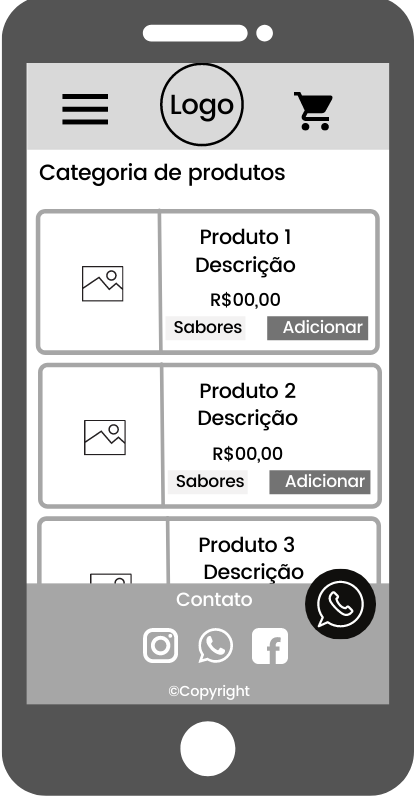 Logo
Categoria de produtos
Produto 1
Descrição
R$00,00
Sabores Adicionar
Produto 2
Descrição
R$00,00
Sabores Adicionar
Produto 3
Descrição
Contato
©Copyright